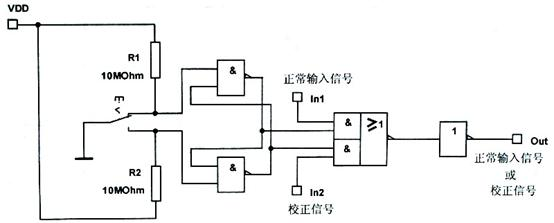 VDD
R1
10MOhm
E
R2
10MOhm
&
&
正常输入信号
In1
&
≥1
&
In2
校正信号
1
Out
正常输入信号
或
校正信号